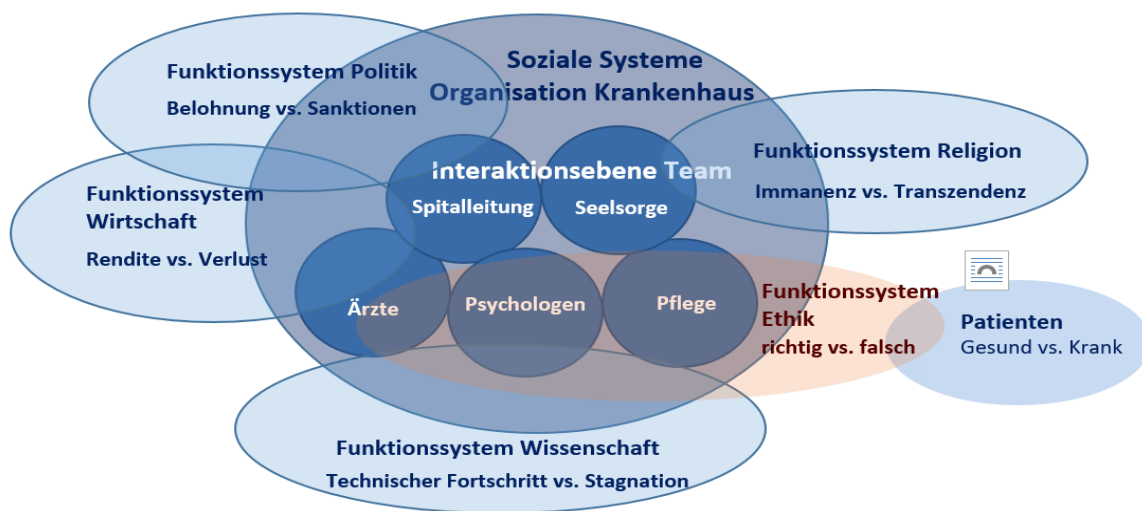 Soziale Systeme
Organisation Krankenhaus
Funktionssystem Politik
Belohnung vs. Sanktionen
Funktionssystem Religion
Immanenz vs. Transzendenz
Interaktionsebene Team
Spitalleitung
Seelsorge
Funktionssystem
Wirtschaft
Rendite vs. Verlust
Ärzte
Psychologen
Pflege
Funktionssystem
Ethik
richtig vs. falsch
Patienten
Gesund vs. Krank
Funktionssystem Wissenschaft
Technischer Fortschritt vs. Stagnation